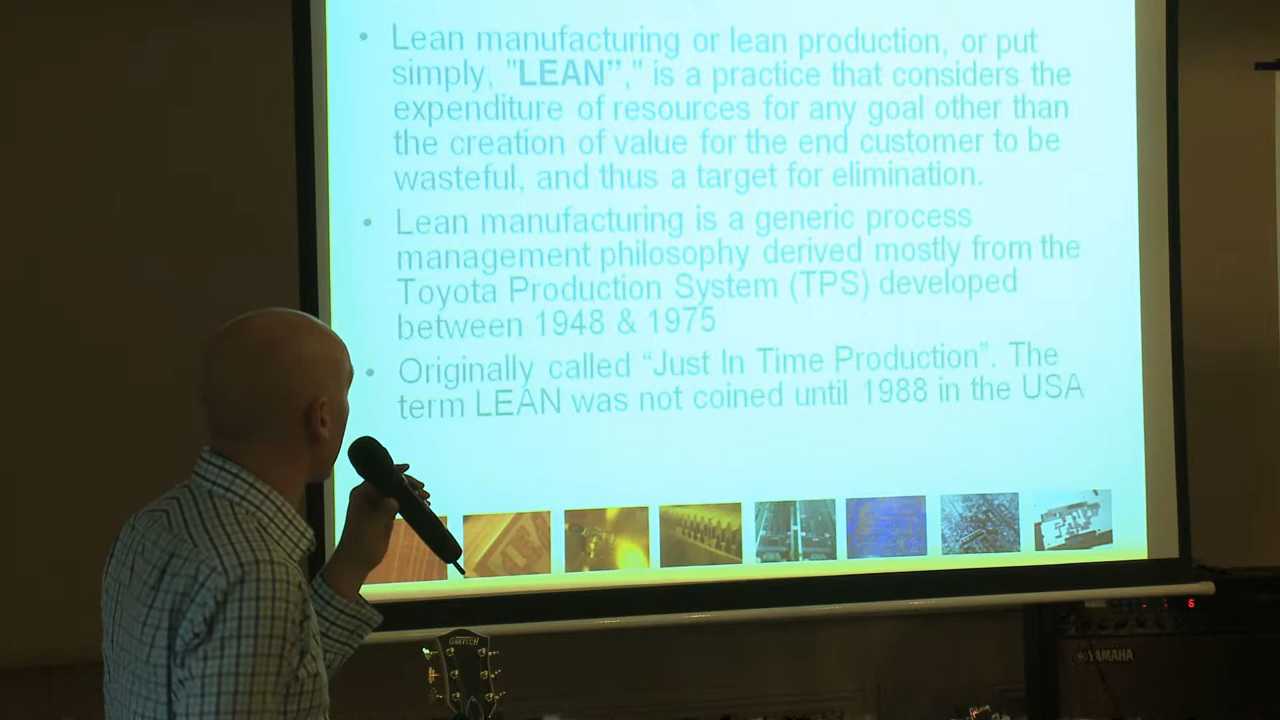 • Lean manufacturing or lean production, or put
simply, "LEAN"," is a practice that considers the
expenditure of resources for any goal other than
the creation of value for the end customer to be
wasteful, and thus a target for elimination.
• Lean manufacturing is a generic process
management philosophy derived mostly from the
Toyota Production System (TPS) developed
between 1948 & 1975
• Originally called “Just In Time Production”. The
term LEAN was not coined until 1988 in the USA
GRETSCH
YAMAHA